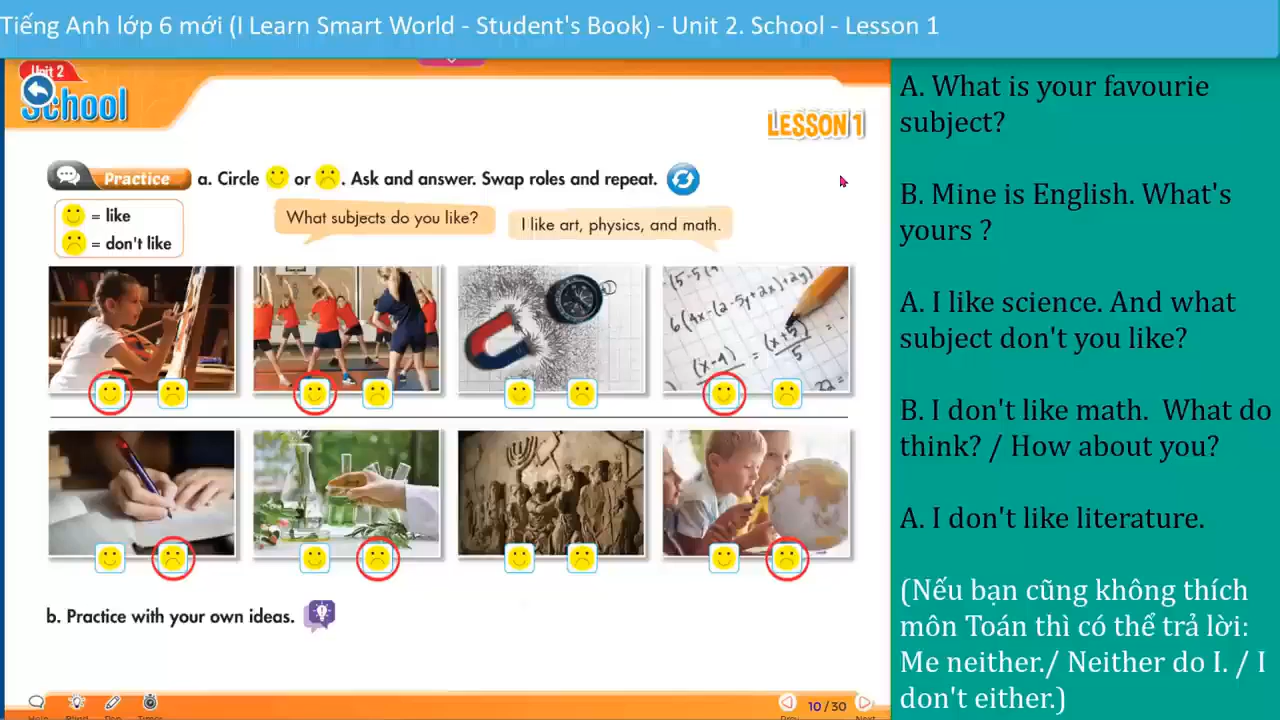 Tiếng Anh lớp 6 mới (I Learn Smart World - Student's Book) - Unit 2. School - Lesson 1
Unit 2
School
LESSON 1
Practice a. Circle or . Ask and answer. Swap roles and repeat.
= like
= don't like
What subjects do you like?
I like art, physics, and math.
b. Practice with your own ideas.
10 / 30
A. What is your favourie
subject?
B. Mine is English. What's
yours ?
A. I like science. And what
subject don't you like?
B. I don't like math. What do
think? / How about you?
A. I don't like literature.
(Nếu bạn cũng không thích
môn Toán thì có thể trả lời:
Me neither./ Neither do I. / I
don't either.)